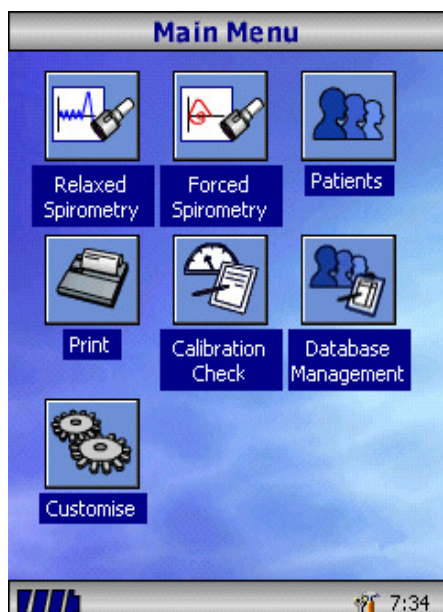 Main Menu
Relaxed
Spirometry
Forced
Spirometry
Patients
Print
Calibration
Check
Database
Management
Customise
7:34